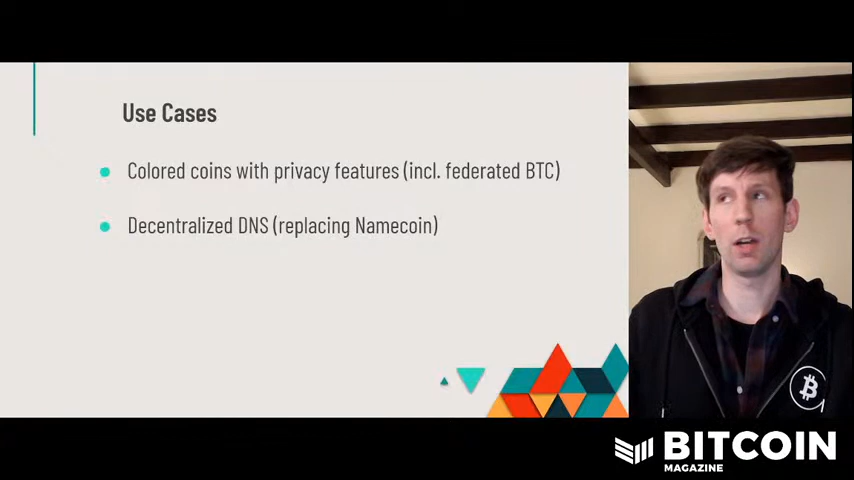 Use Cases
Colored coins with privacy features (incl. federated BTC)
Decentralized DNS (replacing Namecoin)
BITCOIN
MAGAZINE